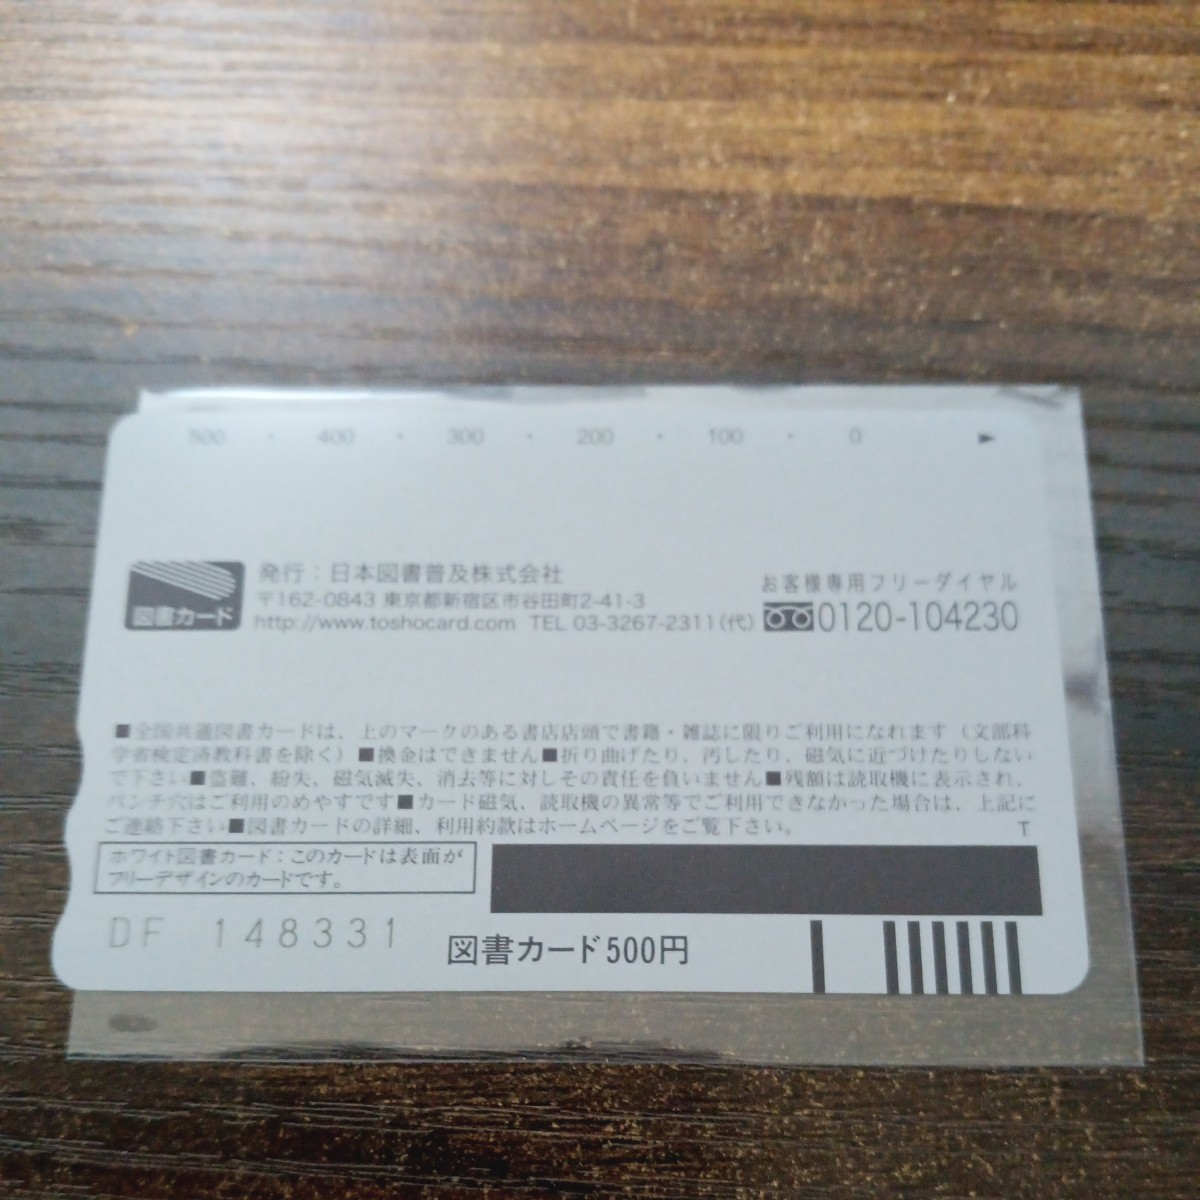 500 ・ 400 ・ 300 ・ 200 ・ 100 ・ 0 ►
図書カード
発行：日本図書普及株式会社
〒162-0843 東京都新宿区市谷田町2-41-3
http://www.toshocard.com TEL 03-3267-2311（代）
お客様専用フリーダイヤル
0120-104230
■全国共通図書カードは、上のマークのある書店店頭で書籍・雑誌に限りご利用になれます（文部科
学省検定済教科書を除く）■換金はできません■折り曲げたり、汚したり、磁気に近づけたりしない
で下さい■盗難、紛失、磁気滅失、消去等に対しその責任を負いません■残額は読取機に表示され、
パンチ穴はご利用のめやすです■カード磁気、読取機の異常等でご利用できなかった場合は、上記に
ご連絡下さい■図書カードの詳細、利用約款はホームページをご覧下さい。
T
ホワイト図書カード：このカードは表面が
フリーデザインのカードです。
DF 148331
図書カード500円